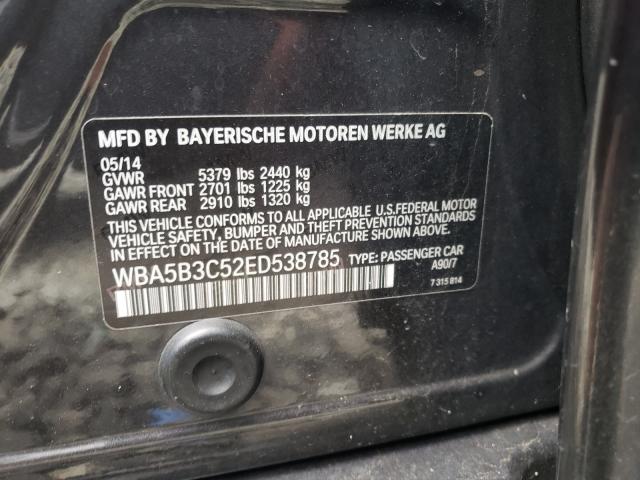 MFD BY BAYERISCHE MOTOREN WERKE AG
05/14
GVWR 5379 lbs 2440 kg
GAWR FRONT 2701 lbs 1225 kg
GAWR REAR 2910 lbs 1320 kg
THIS VEHICLE CONFORMS TO ALL APPLICABLE U.S.FEDERAL MOTOR
VEHICLE SAFETY, BUMPER AND THEFT PREVENTION STANDARDS
IN EFFECT ON THE DATE OF MANUFACTURE SHOWN ABOVE.
WBA5B3C52ED538785 TYPE: PASSENGER CAR
A90/7
7 315 814